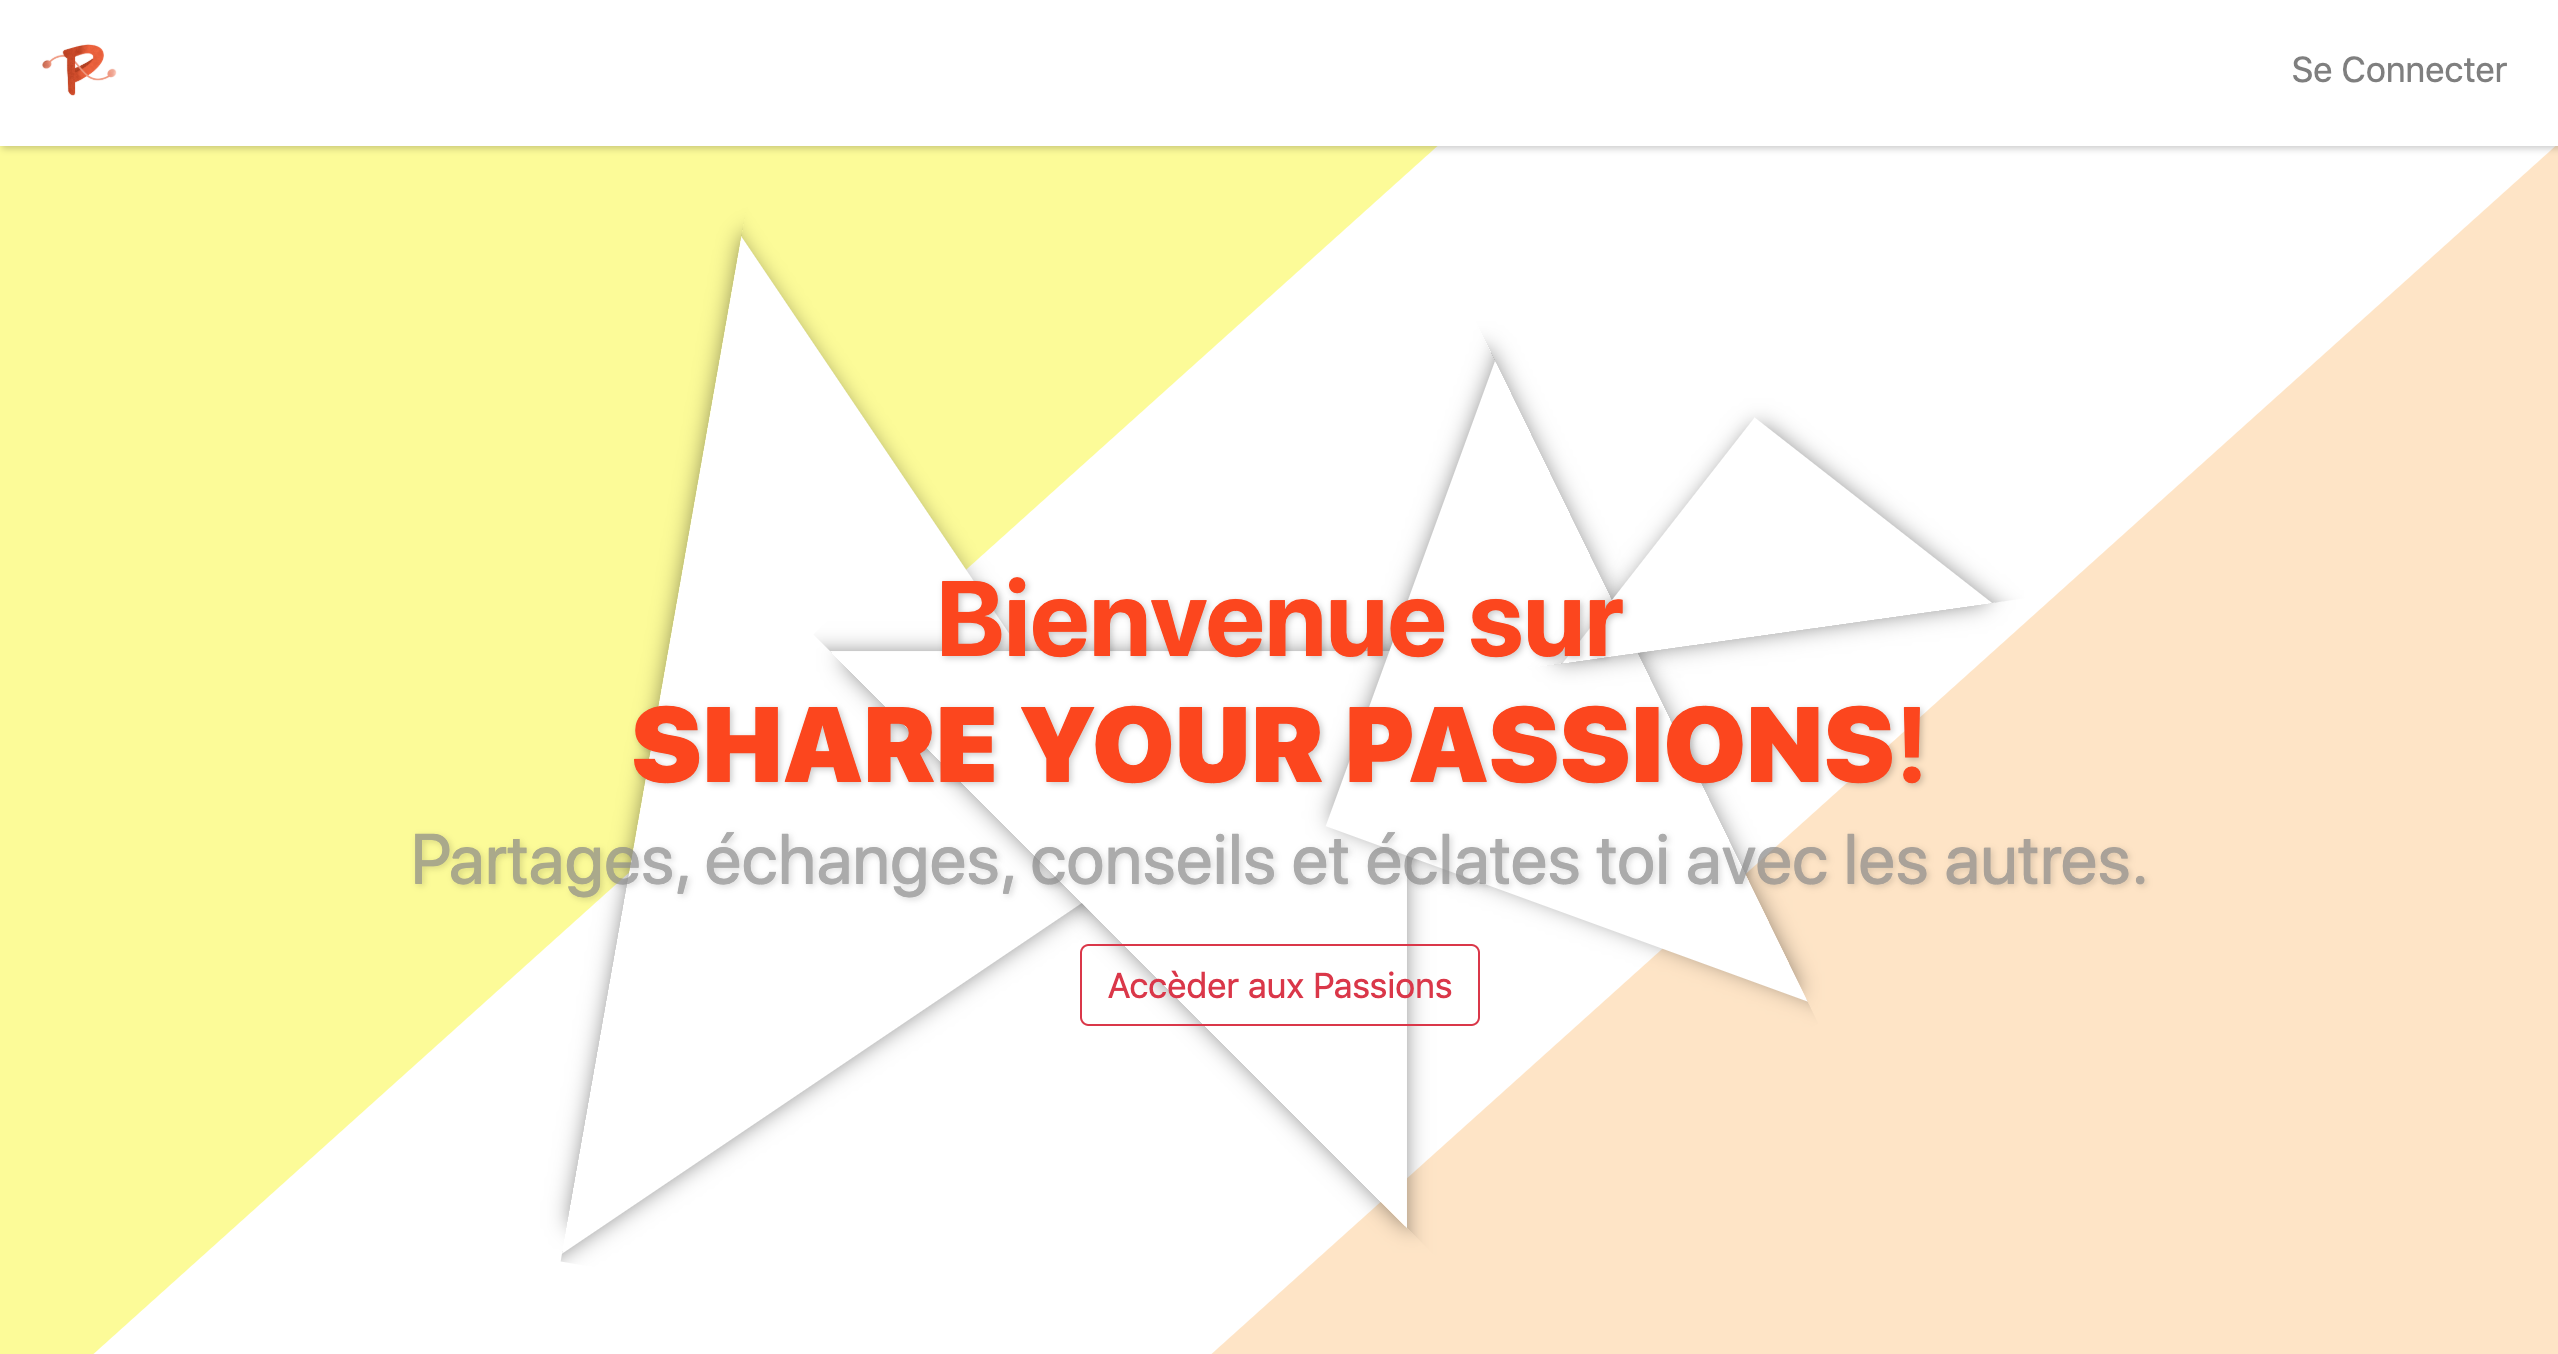 P
Se Connecter
Bienvenue sur
SHARE YOUR PASSIONS!
Partages, échanges, conseils et éclates toi avec les autres.
Accèder aux Passions